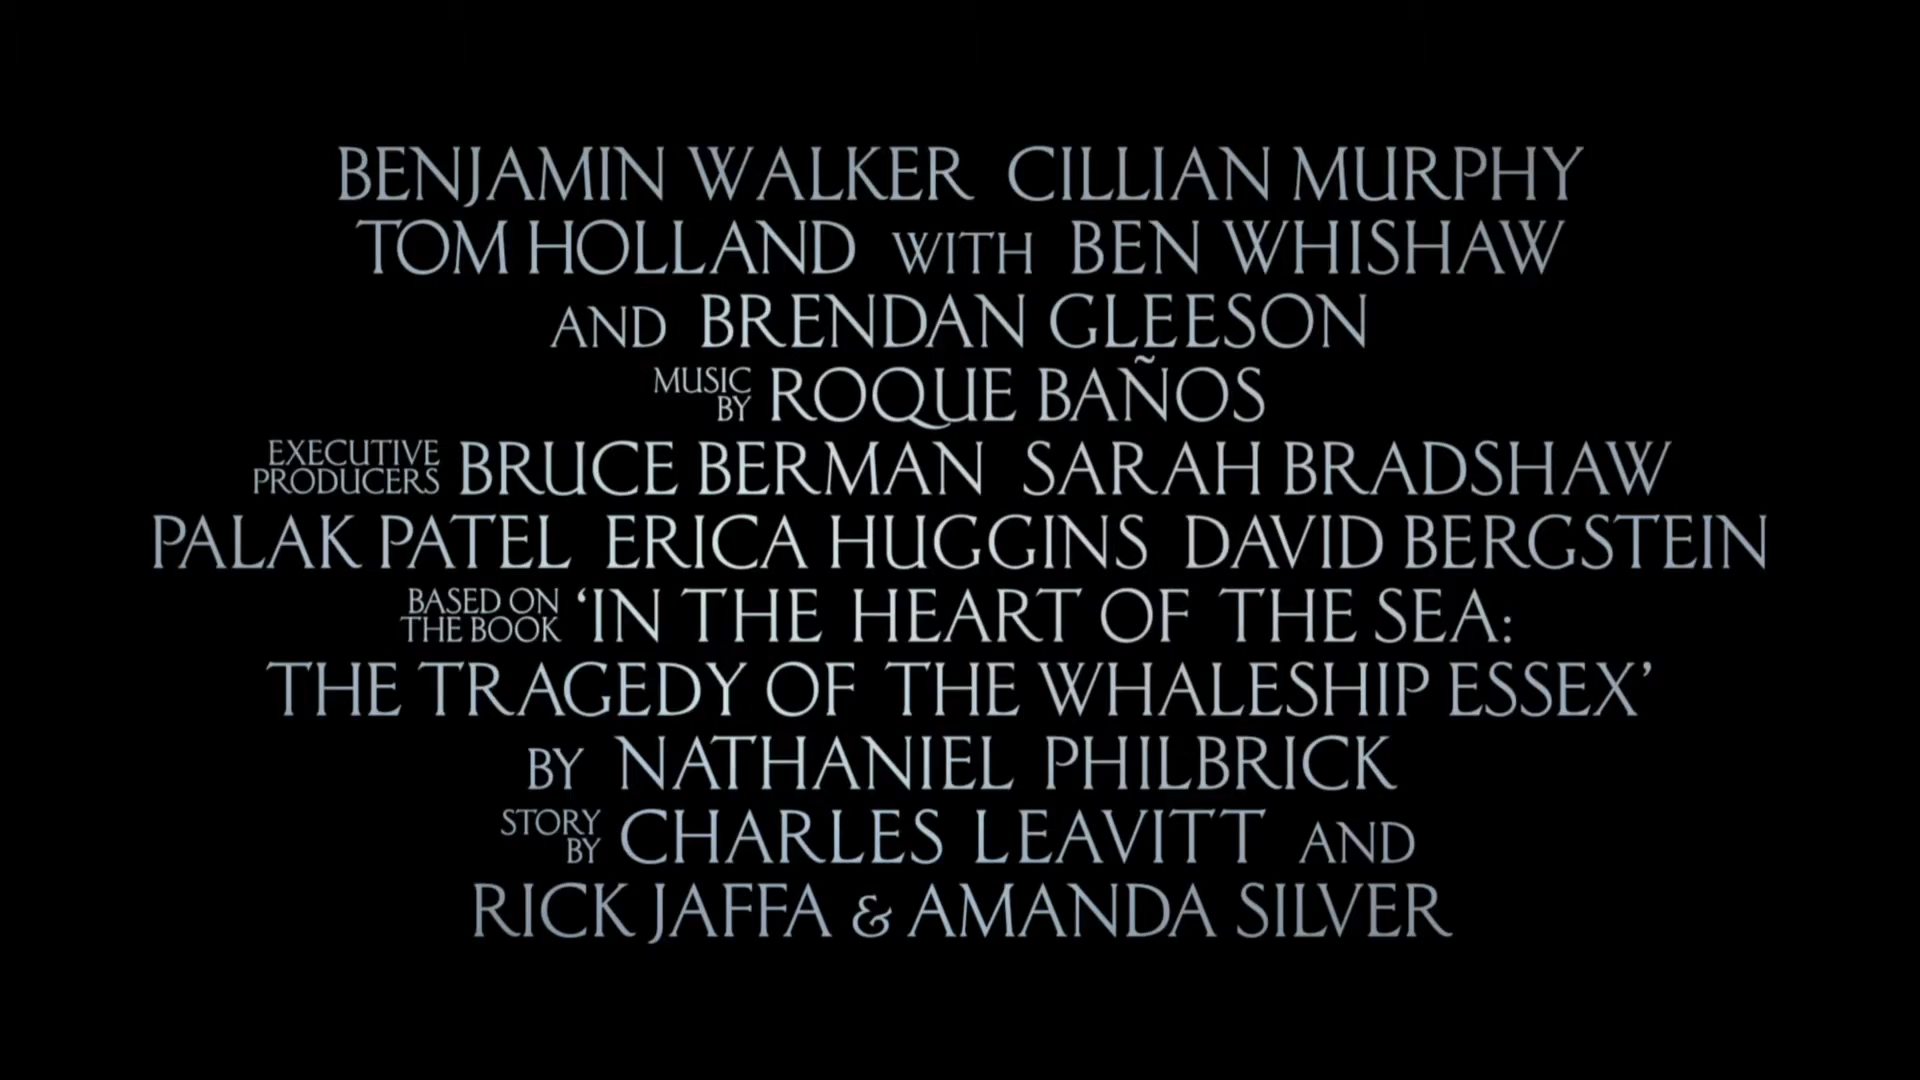 BENJAMIN WALKER CILLIAN MURPHY
TOM HOLLAND WITH BEN WHISHAW
AND BRENDAN GLEESON
MUSIC BY ROQUE BAÑOS
EXECUTIVE PRODUCERS BRUCE BERMAN SARAH BRADSHAW
PALAK PATEL ERICA HUGGINS DAVID BERGSTEIN
BASED ON THE BOOK ‘IN THE HEART OF THE SEA:
THE TRAGEDY OF THE WHALESHIP ESSEX’
BY NATHANIEL PHILBRICK
STORY BY CHARLES LEAVITT AND
RICK JAFFA & AMANDA SILVER